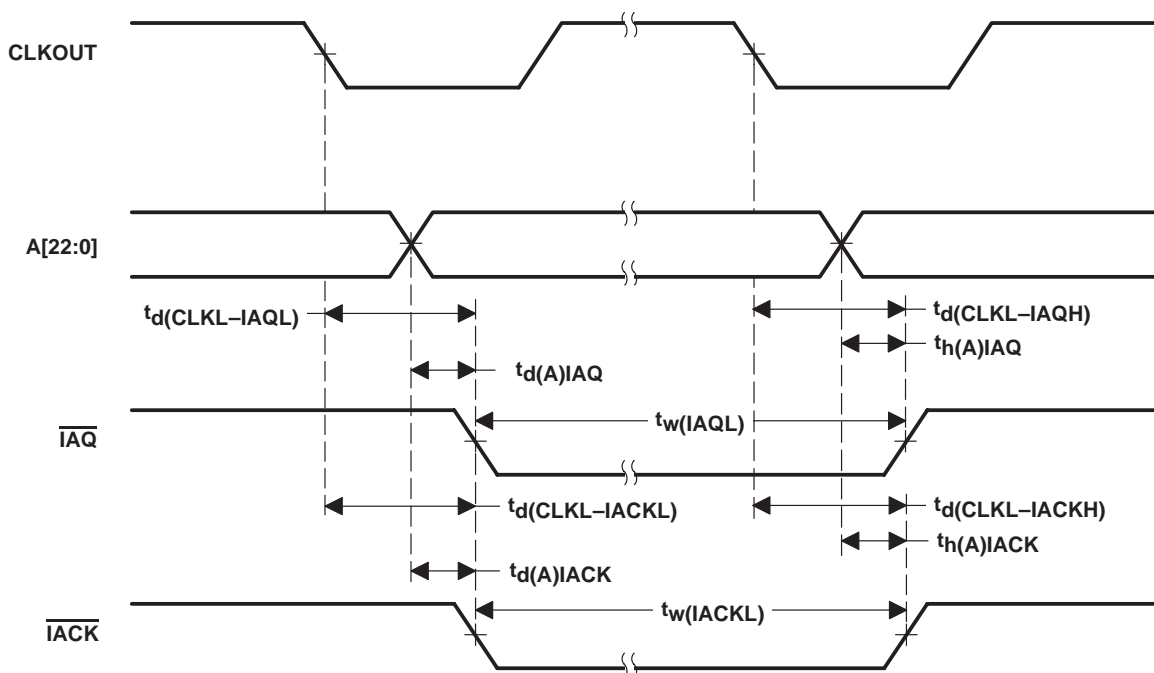 CLKOUT
A[22:0]
td(CLKL–IAQL)
td(CLKL–IAQH)
th(A)IAQ
td(A)IAQ
tw(IAQL)
IAQ
td(CLKL–IACKL)
td(CLKL–IACKH)
th(A)IACK
td(A)IACK
tw(IACKL)
IACK